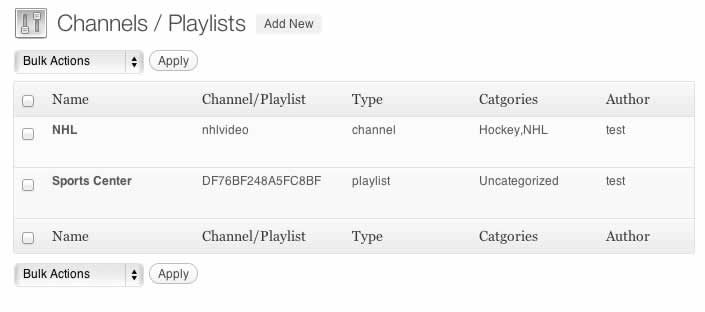 Channels / Playlists Add New
Bulk Actions Apply
Name Channel/Playlist Type Catgories Author
NHL nhlvideo channel Hockey,NHL test
Sports Center DF76BF248A5FC8BF playlist Uncategorized test
Name Channel/Playlist Type Catgories Author
Bulk Actions Apply